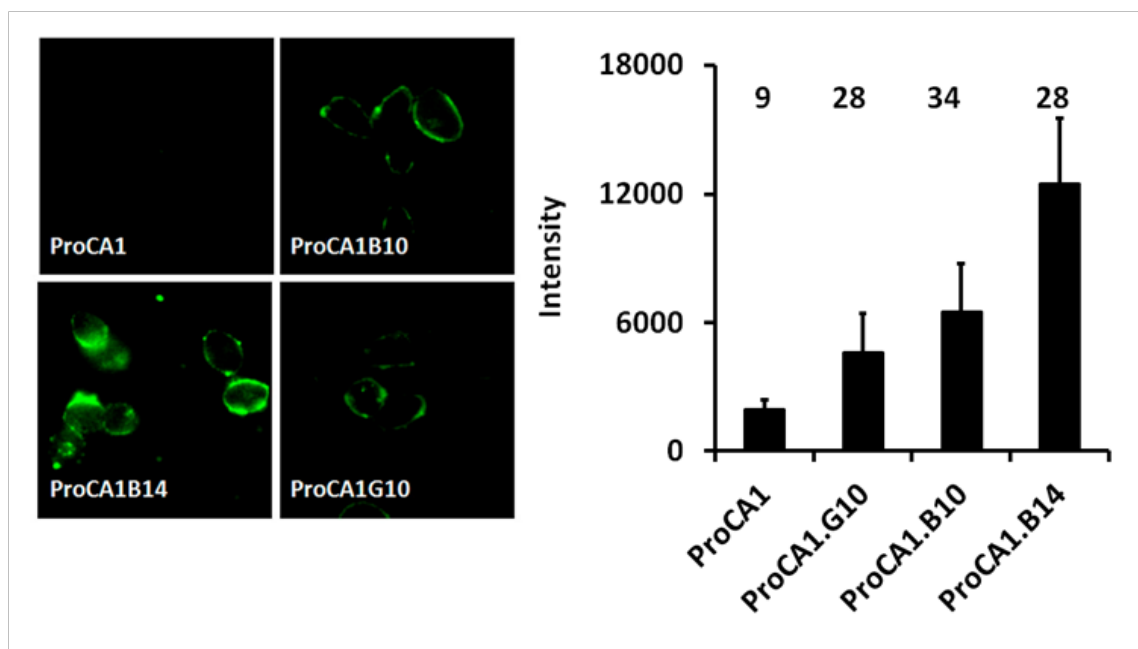 ProCA1
ProCA1B10
ProCA1B14
ProCA1G10
Intensity
18000
12000
6000
0
9 28 34 28
ProCA1
ProCA1.G10
ProCA1.B10
ProCA1.B14